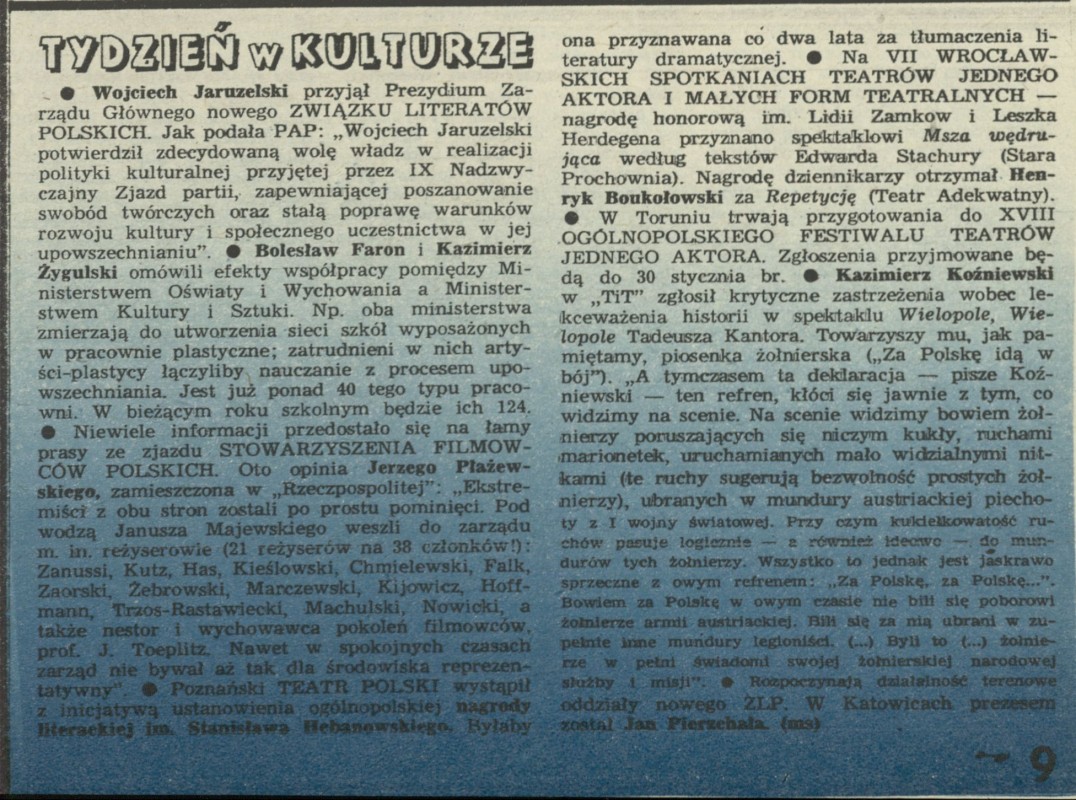 TYDZIEŃ w KULTURZE
● Wojciech Jaruzelski przyjął Prezydium Za-
rządu Głównego nowego ZWIĄZKU LITERATÓW
POLSKICH. Jak podała PAP: „Wojciech Jaruzelski
potwierdził zdecydowaną wolę władz w realizacji
polityki kulturalnej przyjętej przez IX Nadzwy-
czajny Zjazd partii, zapewniającej poszanowanie
swobód twórczych oraz stałą poprawę warunków
rozwoju kultury i społecznego uczestnictwa w jej
upowszechnianiu”. ● Bolesław Faron i Kazimierz
Żygulski omówili efekty współpracy pomiędzy Mi-
nisterstwem Oświaty i Wychowania a Minister-
stwem Kultury i Sztuki. Np. oba ministerstwa
zmierzają do utworzenia sieci szkół wyposażonych
w pracownie plastyczne; zatrudnieni w nich arty-
ści-plastycy łączyliby nauczanie z procesem upo-
wszechniania. Jest już ponad 40 tego typu praco-
wni. W bieżącym roku szkolnym będzie ich 124.
● Niewiele informacji przedostało się na łamy
prasy ze zjazdu STOWARZYSZENIA FILMOW-
CÓW POLSKICH. Oto opinia Jerzego Płażew-
skiego, zamieszczona w „Rzeczpospolitej”: „Ekstre-
miści z obu stron zostali po prostu pominięci. Pod
wodzą Janusza Majewskiego weszli do zarządu
m. in. reżyserowie (21 reżyserów na 38 członków!):
Zanussi, Kutz, Has, Kieślowski, Chmielewski, Falk,
Zaorski, Żebrowski, Marczewski, Kijowicz, Hoff-
mann, Trzos-Rastawiecki, Machulski, Nowicki, a
także nestor i wychowawca pokoleń filmowców,
prof. J. Toeplitz. Nawet w spokojnych czasach
zarząd nie bywał aż tak dla środowiska reprezen-
tatywny”. ● Poznański TEATR POLSKI wystąpił
z inicjatywą ustanowienia ogólnopolskiej nagrody
literackiej im. Stanisława Hebanowskiego. Byłaby
ona przyznawana co dwa lata za tłumaczenia li-
teratury dramatycznej. ● Na VII WROCŁAW-
SKICH SPOTKANIACH TEATRÓW JEDNEGO
AKTORA I MAŁYCH FORM TEATRALNYCH —
nagrodę honorową im. Lidii Zamkow i Leszka
Herdegena przyznano spektaklowi Msza wędru-
jąca według tekstów Edwarda Stachury (Stara
Prochownia). Nagrodę dziennikarzy otrzymał Hen-
ryk Boukołowski za Repetycję (Teatr Adekwatny).
● W Toruniu trwają przygotowania do XVIII
OGÓLNOPOLSKIEGO FESTIWALU TEATRÓW
JEDNEGO AKTORA. Zgłoszenia przyjmowane bę-
dą do 30 stycznia br. ● Kazimierz Koźniewski
w „TiT” zgłosił krytyczne zastrzeżenia wobec le-
kceważenia historii w spektaklu Wielopole, Wie-
lopole Tadeusza Kantora. Towarzyszy mu, jak pa-
miętamy, piosenka żołnierska („Za Polskę idą w
bój”). „A tymczasem ta deklaracja — pisze Koź-
niewski — ten refren, kłóci się jawnie z tym, co
widzimy na scenie. Na scenie widzimy bowiem żoł-
nierzy poruszających się niczym kukły, ruchami
marionetek, uruchamianych mało widzialnymi nit-
kami (te ruchy sugerują bezwolność prostych żoł-
nierzy), ubranych w mundury austriackiej piecho-
ty z I wojny światowej. Przy czym kukiełkowatość ru-
chów pasuje logicznie — a również ideowo — do mun-
durów tych żołnierzy. Wszystko to jednak jest jaskrawo
sprzeczne z owym refrenem: „Za Polskę, za Polskę...”.
Bowiem za Polskę w owym czasie nie bili się poborowi
żołnierze armii austriackiej. Bili się za nią ubrani w zu-
pełnie inne mundury legioniści. (...) Byli to (...) żołnie-
rze w pełni świadomi swojej żołnierskiej narodowej
służby i misji”. ● Rozpoczynają działalność terenowe
oddziały nowego ZLP. W Katowicach prezesem
został Jan Pierzchała. (ms)
9